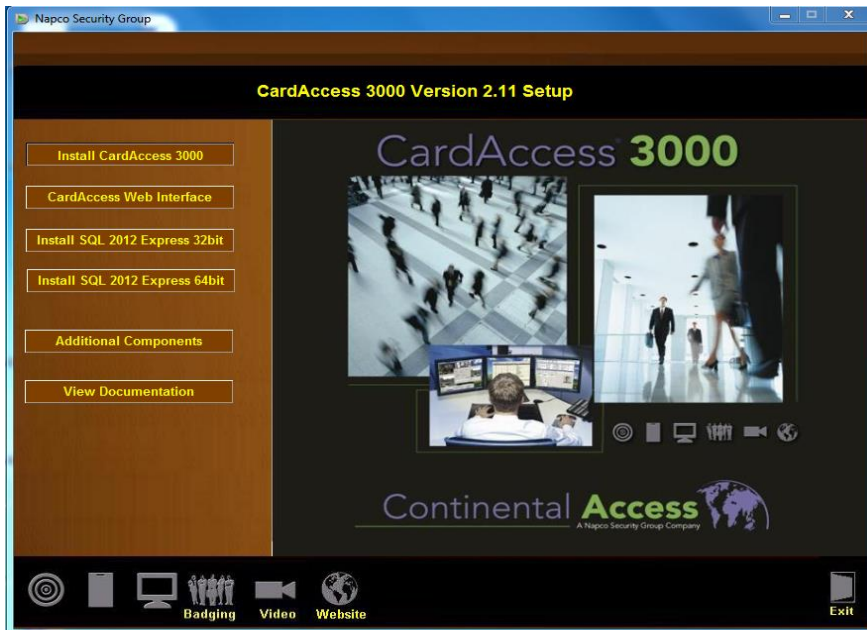 Napco Security Group
CardAccess 3000 Version 2.11 Setup
Install CardAccess 3000
CardAccess Web Interface
Install SQL 2012 Express 32bit
Install SQL 2012 Express 64bit
Additional Components
View Documentation
CardAccess 3000
Continental Access
A Napco Security Group Company
Badging Video Website Exit